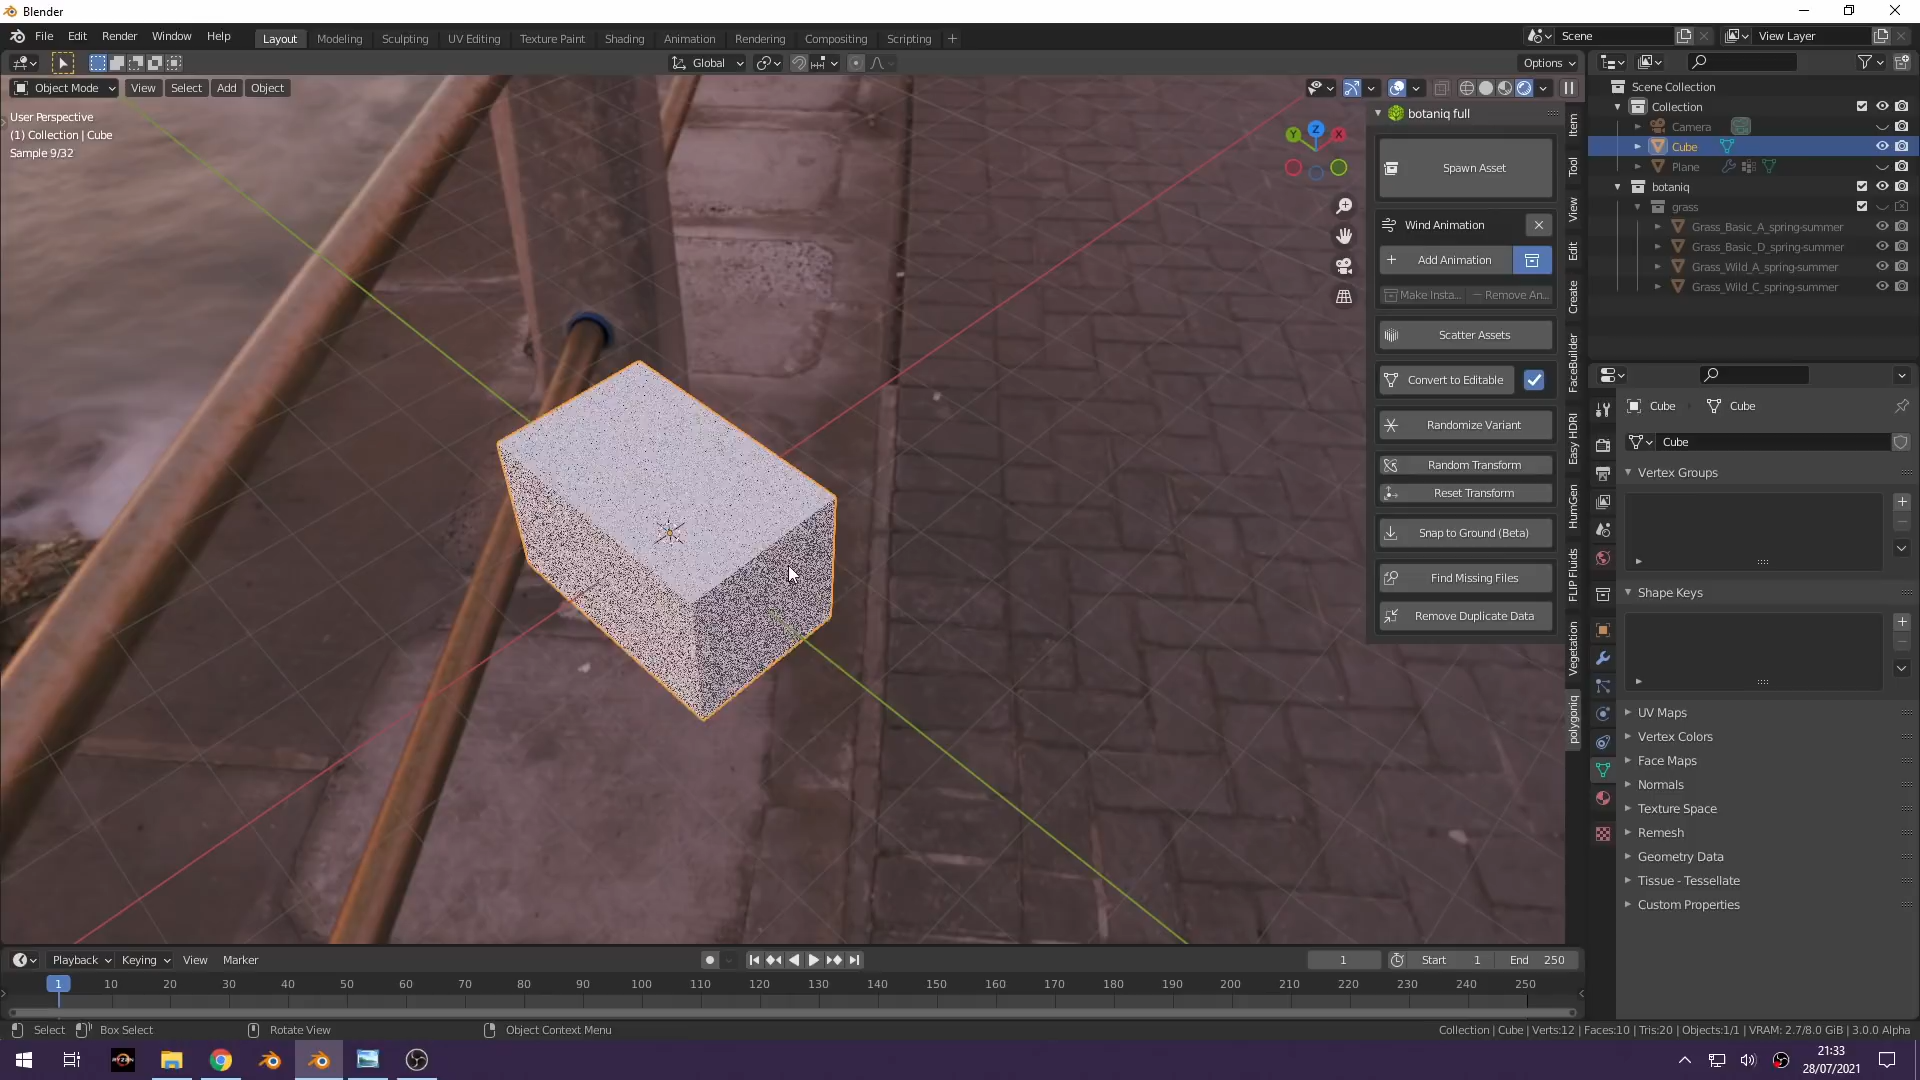 Blender
File Edit Render Window Help
Layout Modeling Sculpting UV Editing Texture Paint Shading Animation Rendering Compositing Scripting
Scene
View Layer
Global
Options
Object Mode View Select Add Object
User Perspective
(1) Collection | Cube
Sample 9/32
Y Z X
botaniq full
Spawn Asset
Wind Animation
Add Animation
Make Insta... Remove An...
Scatter Assets
Convert to Editable
Randomize Variant
Random Transform
Reset Transform
Snap to Ground (Beta)
Find Missing Files
Remove Duplicate Data
Item
Tool
View
Edit
Create
FaceBuilder
Easy HDRI
HumGen
FLIP Fluids
Vegetation
polygoniq
Scene Collection
Collection
Camera
Cube
Plane
botaniq
grass
Grass_Basic_A_spring-summer
Grass_Basic_D_spring-summer
Grass_Wild_A_spring-summer
Grass_Wild_C_spring-summer
Cube Cube
Cube
Vertex Groups
Shape Keys
UV Maps
Vertex Colors
Face Maps
Normals
Texture Space
Remesh
Geometry Data
Tissue - Tessellate
Custom Properties
Playback Keying View Marker
1 Start 1 End 250
1 10 20 30 40 50 60 70 80 90 100 110 120 130 140 150 160 170 180 190 200 210 220 230 240 250
Select Box Select Rotate View Object Context Menu
Collection | Cube | Verts:12 | Faces:10 | Tris:20 | Objects:1/1 | VRAM: 2.7/8.0 GiB | 3.0.0 Alpha
RYZEN
21:33
28/07/2021